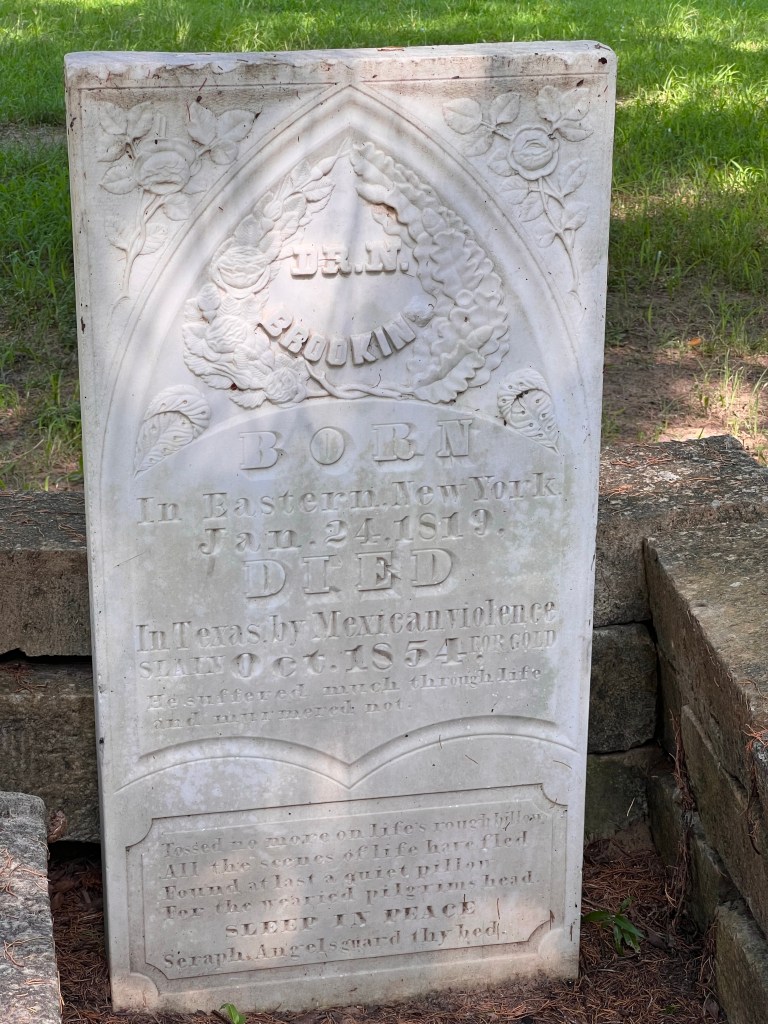 DR. N.
BROOKIN
BORN
In Eastern. New York.
Jan. 24. 1819.
DIED
In Texas, by Mexican violence
SLAIN Oct. 1854. FOR GOLD
He suffered much through life
and murmered not.
Tossed no more on life's rough billow
All the scenes of life have fled
Found at last a quiet pillow
For the wearied pilgrims head.
SLEEP IN PEACE
Seraph, Angels guard thy bed.